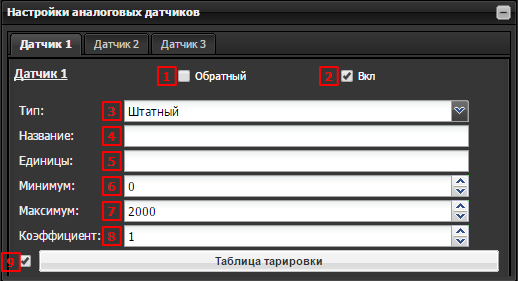 Настройки аналоговых датчиков
Датчик 1 Датчик 2 Датчик 3
Датчик 1 1 Обратный 2 Вкл
Тип: 3 Штатный
Название: 4
Единицы: 5
Минимум: 6 0
Максимум: 7 2000
Коэффициент: 8 1
9 Таблица тарировки